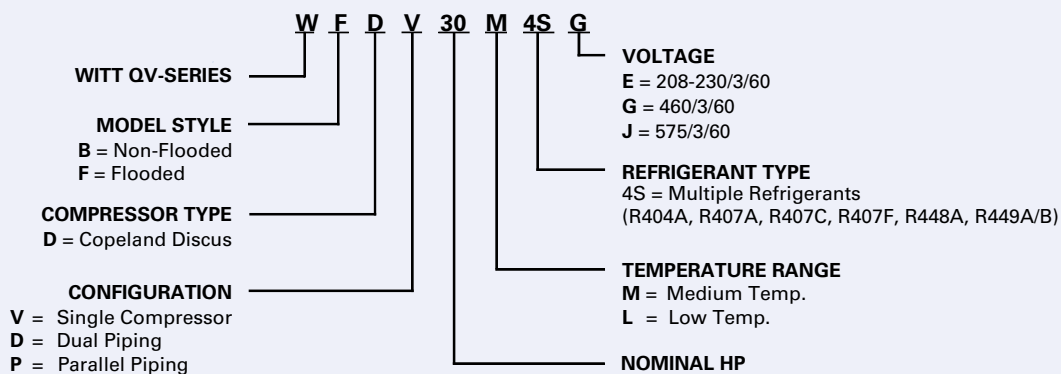 W F D V 30 M 4S G
WITT QV-SERIES
MODEL STYLE
B = Non-Flooded
F = Flooded
COMPRESSOR TYPE
D = Copeland Discus
CONFIGURATION
V = Single Compressor
D = Dual Piping
P = Parallel Piping
VOLTAGE
E = 208-230/3/60
G = 460/3/60
J = 575/3/60
REFRIGERANT TYPE
4S = Multiple Refrigerants
(R404A, R407A, R407C, R407F, R448A, R449A/B)
TEMPERATURE RANGE
M = Medium Temp.
L = Low Temp.
NOMINAL HP